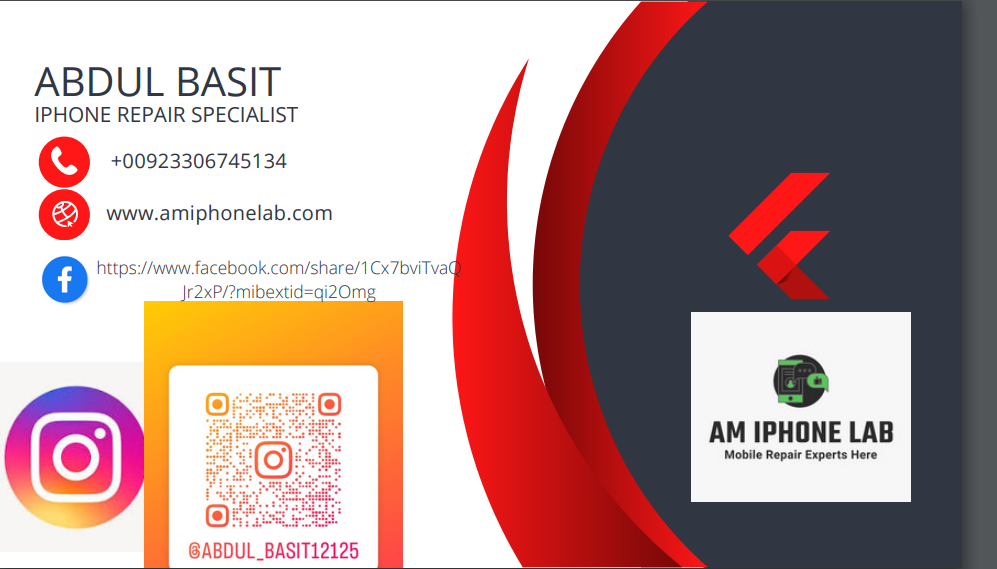 ABDUL BASIT
IPHONE REPAIR SPECIALIST
+00923306745134
www.amiphonelab.com
https://www.facebook.com/share/1Cx7bviTvaQ
Jr2xP/?mibextid=qi2Omg
@ABDUL_BASIT12125
AM IPHONE LAB
Mobile Repair Experts Here